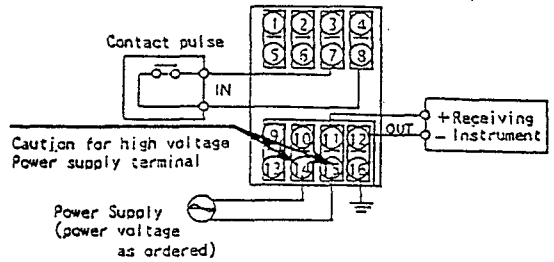 Contact pulse
IN
1 2 3 4
5 6 7 8
9 10 11 12
13 14 15 16
OUT
+ Receiving
- Instrument
Caution for high voltage
Power supply terminal
Power Supply
(power voltage
as ordered)